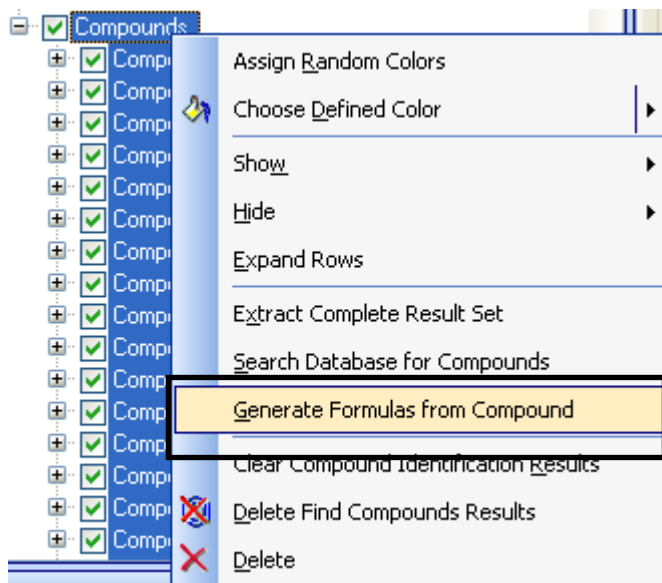 Compounds
Assign Random Colors
Choose Defined Color
Show
Hide
Expand Rows
Extract Complete Result Set
Search Database for Compounds
Generate Formulas from Compound
Clear Compound Identification Results
Delete Find Compounds Results
Delete